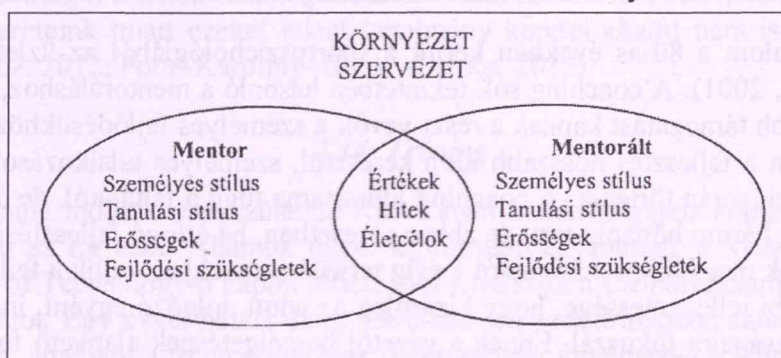 KÖRNYEZET
SZERVEZET
Mentor
Személyes stílus
Tanulási stílus
Erősségek
Fejlődési szükségletek
Értékek
Hitek
Életcélok
Mentorált
Személyes stílus
Tanulási stílus
Erősségek
Fejlődési szükségletek